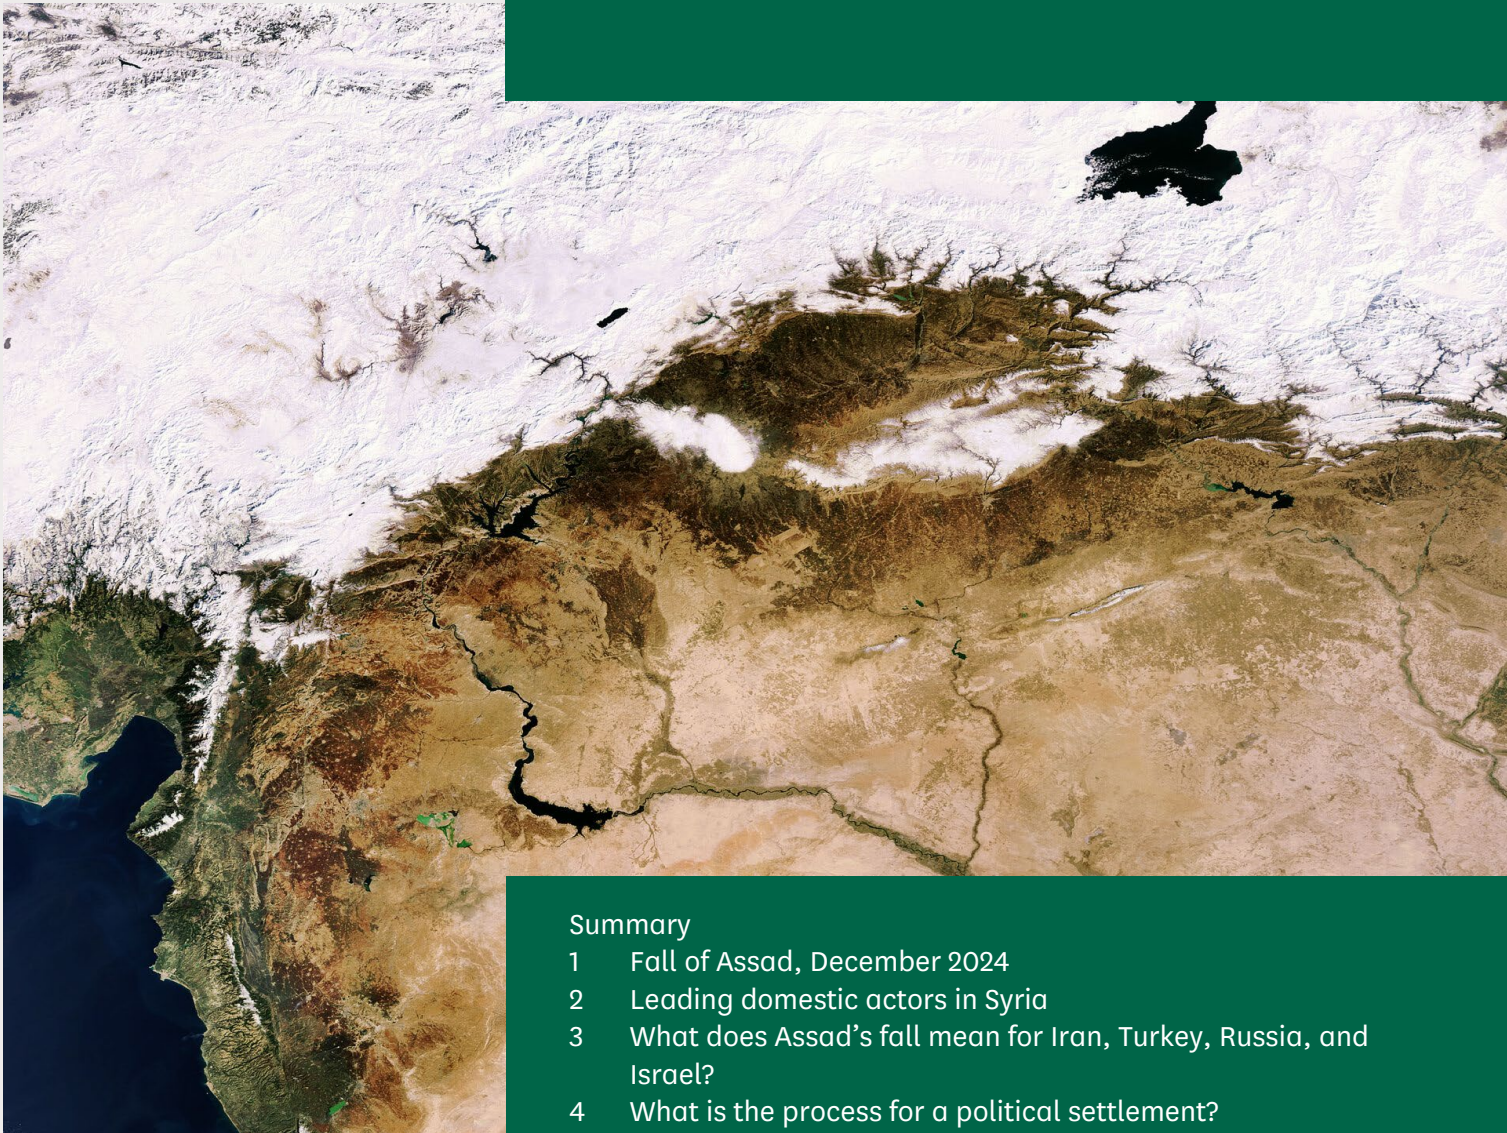 Summary
1 Fall of Assad, December 2024
2 Leading domestic actors in Syria
3 What does Assad’s fall mean for Iran, Turkey, Russia, and
Israel?
4 What is the process for a political settlement?